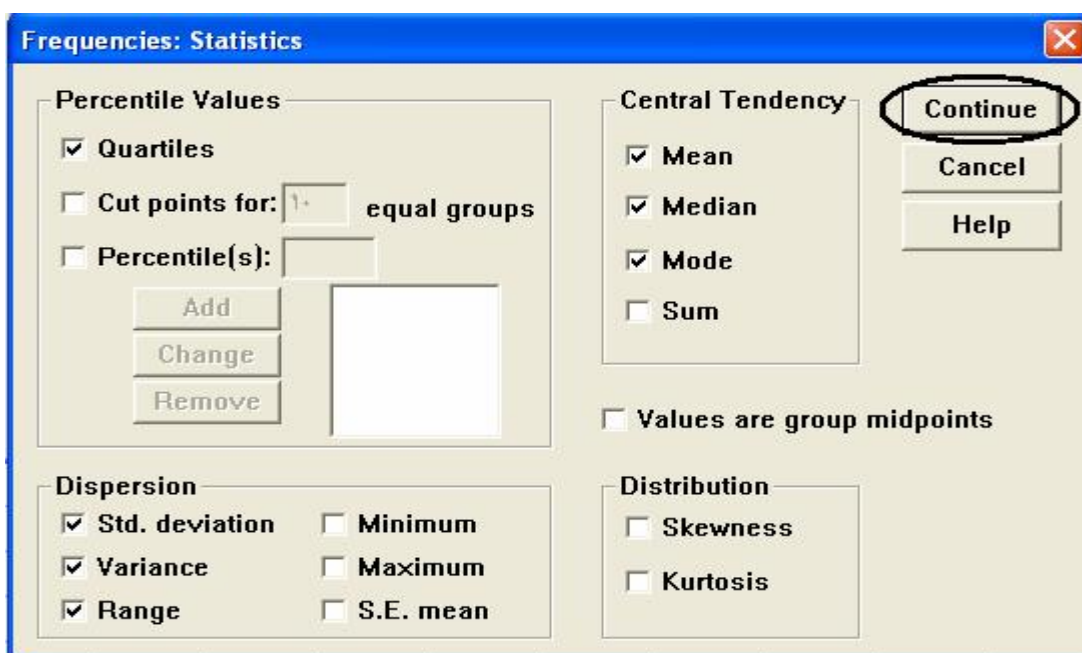 Frequencies: Statistics
Percentile Values
Quartiles
Cut points for: ١٠ equal groups
Percentile(s):
Add
Change
Remove
Central Tendency
Mean
Median
Mode
Sum
Continue
Cancel
Help
Values are group midpoints
Dispersion
Std. deviation
Variance
Range
Minimum
Maximum
S.E. mean
Distribution
Skewness
Kurtosis